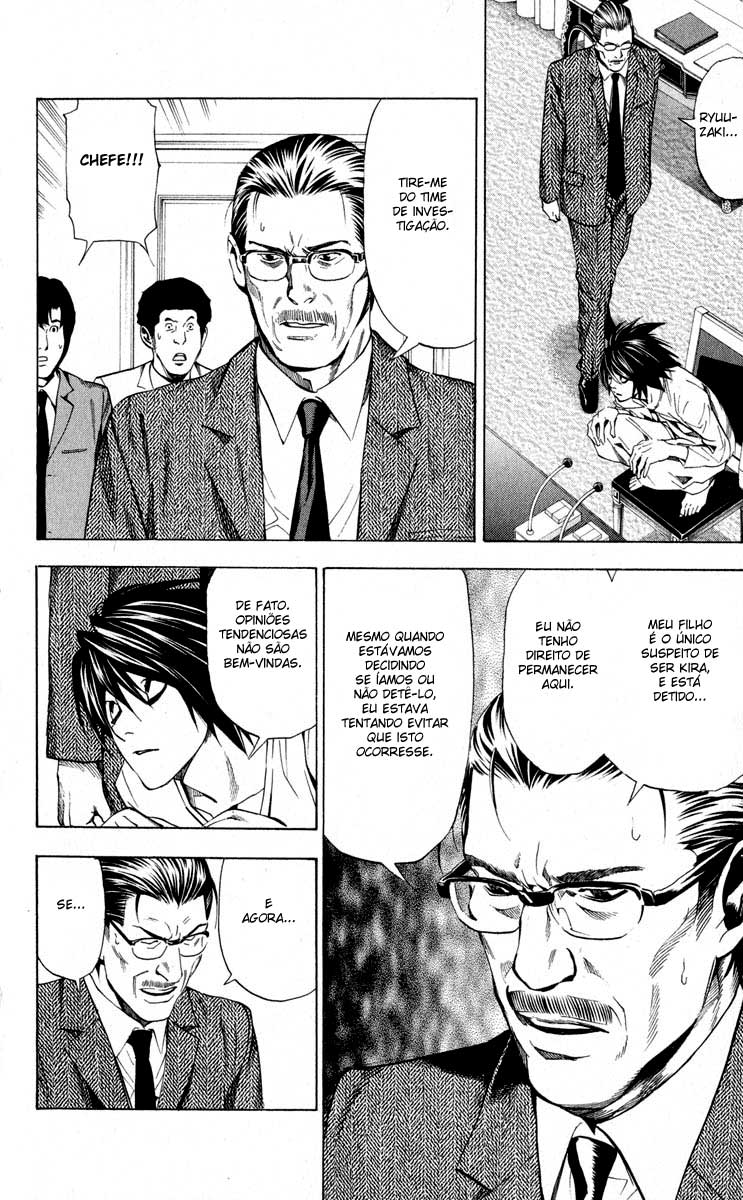 RYUU-
ZAKI...
TIRE-ME
DO TIME
DE INVES-
TIGAÇÃO.
CHEFE!!!
MEU FILHO
É O ÚNICO
SUSPEITO DE
SER KIRA,
E ESTÁ
DETIDO...
EU NÃO
TENHO
DIREITO DE
PERMANECER
AQUI.
MESMO QUANDO
ESTÁVAMOS
DECIDINDO
SE ÍAMOS OU
NÃO DETÊ-LO,
EU ESTAVA
TENTANDO EVITAR
QUE ISTO
OCORRESSE.
DE FATO.
OPINIÕES
TENDENCIOSAS
NÃO SÃO
BEM-VINDAS.
E
AGORA...
SE...